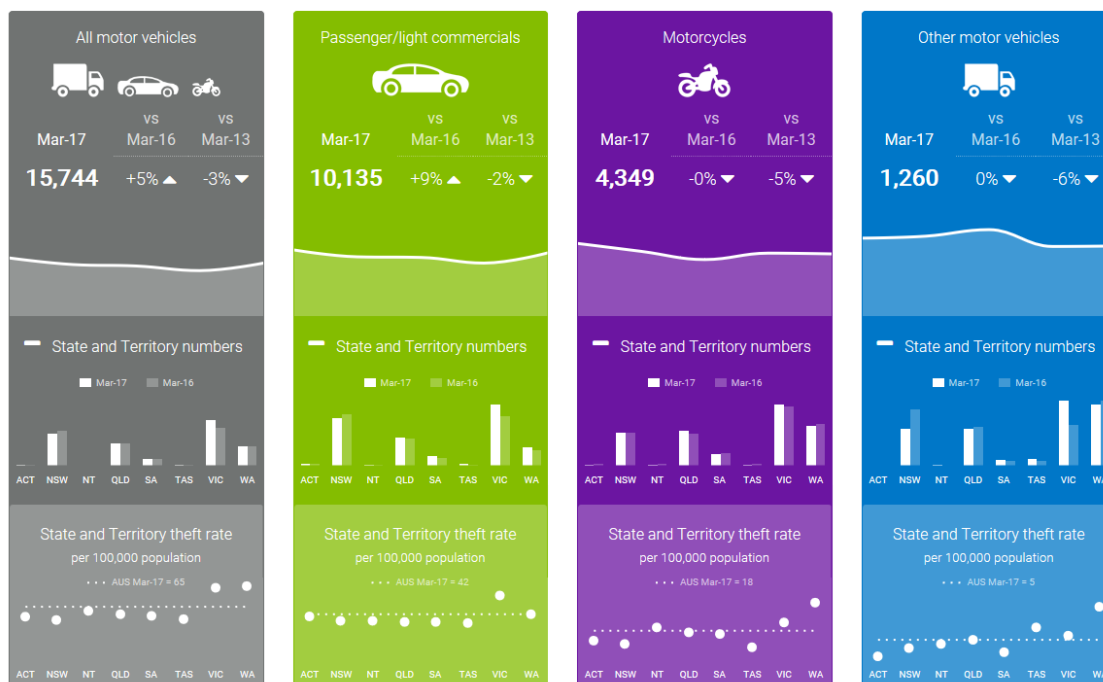 All motor vehicles
vs vs
Mar-17 Mar-16 Mar-13
15,744 +5% -3%
State and Territory numbers
Mar-17 Mar-16
ACT NSW NT QLD SA TAS VIC WA
State and Territory theft rate
per 100,000 population
AUS Mar-17 = 65
ACT NSW NT QLD SA TAS VIC WA
Passenger/light commercials
vs vs
Mar-17 Mar-16 Mar-13
10,135 +9% -2%
State and Territory numbers
Mar-17 Mar-16
ACT NSW NT QLD SA TAS VIC WA
State and Territory theft rate
per 100,000 population
AUS Mar-17 = 42
ACT NSW NT QLD SA TAS VIC WA
Motorcycles
vs vs
Mar-17 Mar-16 Mar-13
4,349 -0% -5%
State and Territory numbers
Mar-17 Mar-16
ACT NSW NT QLD SA TAS VIC WA
State and Territory theft rate
per 100,000 population
AUS Mar-17 = 18
ACT NSW NT QLD SA TAS VIC WA
Other motor vehicles
vs vs
Mar-17 Mar-16 Mar-13
1,260 0% -6%
State and Territory numbers
Mar-17 Mar-16
ACT NSW NT QLD SA TAS VIC WA
State and Territory theft rate
per 100,000 population
AUS Mar-17 = 5
ACT NSW NT QLD SA TAS VIC WA